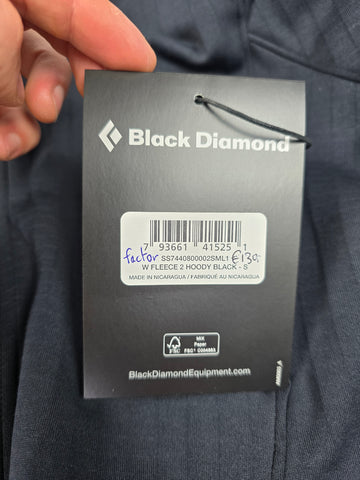 Black Diamond
7 93661 41525 1
factor SS7440800002SML1 €130,-
W FLEECE 2 HOODY BLACK - S
MADE IN NICARAGUA / FABRIQUÉ AU NICARAGUA
FSC
MIX
Paper
BlackDiamondEquipment.com